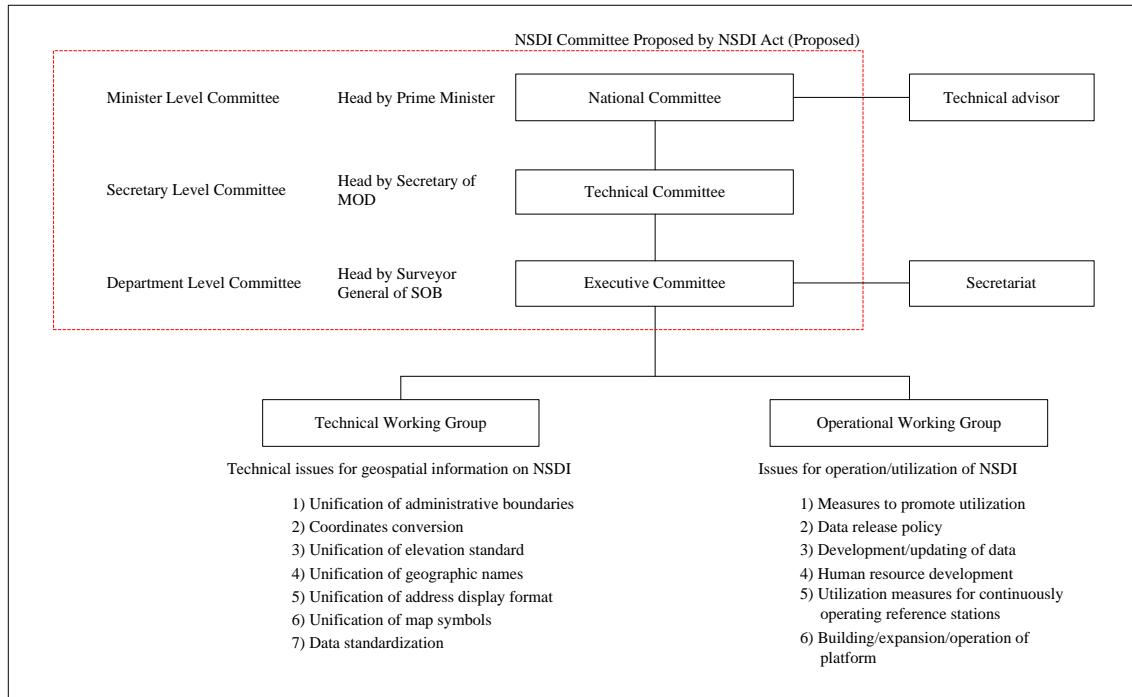 NSDI Committee Proposed by NSDI Act (Proposed)
Minister Level Committee
Head by Prime Minister
National Committee
Technical advisor
Secretary Level Committee
Head by Secretary of
MOD
Technical Committee
Department Level Committee
Head by Surveyor
General of SOB
Executive Committee
Secretariat
Technical Working Group
Technical issues for geospatial information on NSDI
1) Unification of administrative boundaries
2) Coordinates conversion
3) Unification of elevation standard
4) Unification of geographic names
5) Unification of address display format
6) Unification of map symbols
7) Data standardization
Operational Working Group
Issues for operation/utilization of NSDI
1) Measures to promote utilization
2) Data release policy
3) Development/updating of data
4) Human resource development
5) Utilization measures for continuously
operating reference stations
6) Building/expansion/operation of
platform